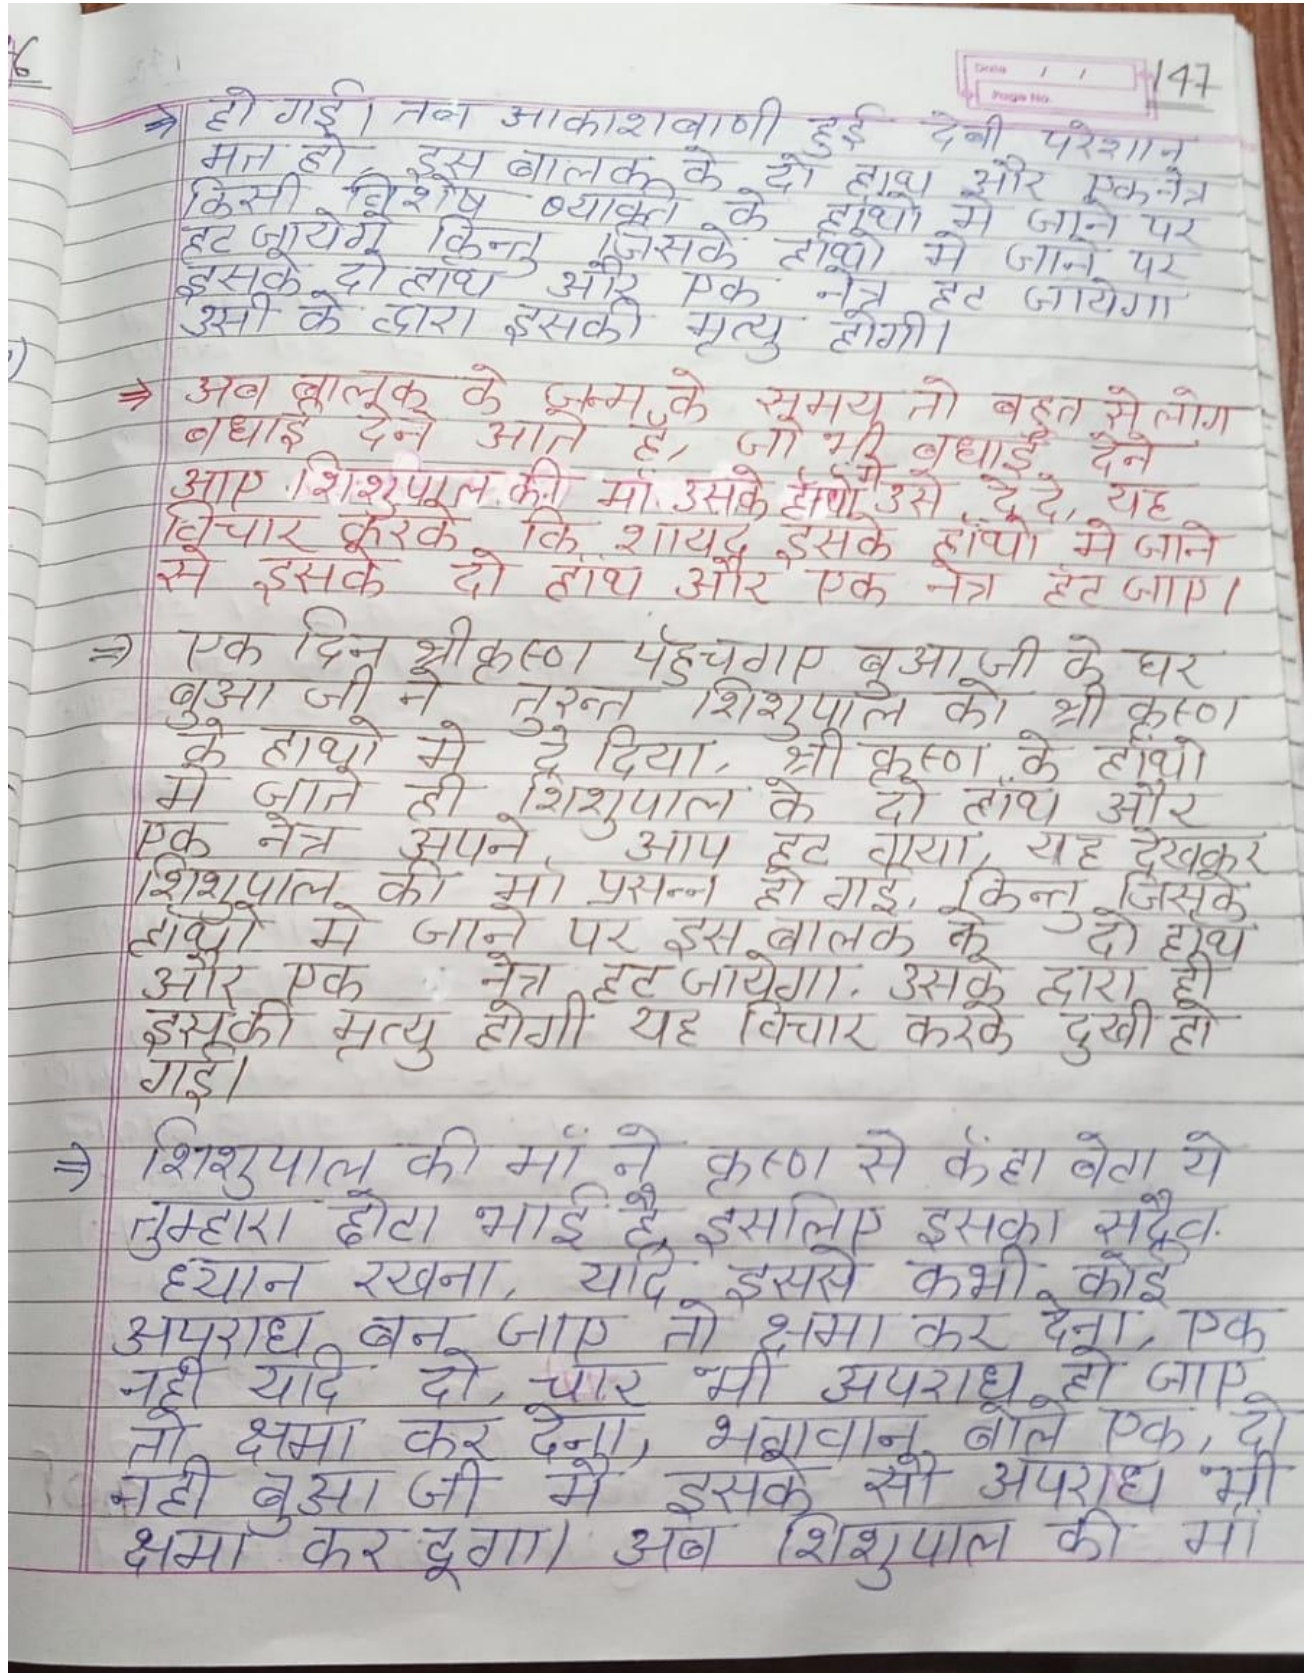 147
Date / /
Page No.
⇒ हो गई। तब आकाशवाणी हुई देवी परेशान
मत हो, इस बालक के दो हाथ और एक नेत्र
किसी विशेष व्यक्ति के हाथो मे जाने पर
हट जायेगे किन्तु जिसके हाथो मे जाने पर
इसके दो हाथ और एक नेत्र हट जायेगा
उसी के द्वारा इसकी मृत्यु होगी।
⇒ अब बालक के जन्म के समय तो बहुत से लोग
बधाई देने आते है, जो भी बधाई देने
आए शिशुपाल की माँ उसके हाँथो मे उसे दे दे, यह
विचार करके कि शायद इसके हाँथो मे जाने
से इसके दो हाथ और एक नेत्र हट जाए।
⇒ एक दिन श्री कृष्ण पहुँच गए बुआ जी के घर
बुआ जी ने तुरन्त शिशुपाल को श्री कृष्ण
के हाथो मे दे दिया, श्री कृष्ण के हाँथो
मे जाते ही शिशुपाल के दो हाँथ और
एक नेत्र अपने आप हट गया, यह देखकर
शिशुपाल की माँ प्रसन्न हो गई, किन्तु जिसके
हाँथो मे जाने पर इस बालक के दो हाथ
और एक नेत्र हट जायेगा, उसके द्वारा ही
इसकी मृत्यु होगी यह विचार करके दुखी हो
गई।
⇒ शिशुपाल की माँ ने कृष्ण से कँहा बेटा ये
तुम्हारा छोटा भाई है, इसलिए इसका सदैव
ध्यान रखना, यदि इससे कभी कोई
अपराध बन जाए तो क्षमा कर देना, एक
नही यदि दो, चार भी अपराध हो जाए
तो क्षमा कर देना, भगवान बोले एक, दो
नही बुआ जी मै इसके सौ अपराध भी
क्षमा कर दूगा। अब शिशुपाल की माँ